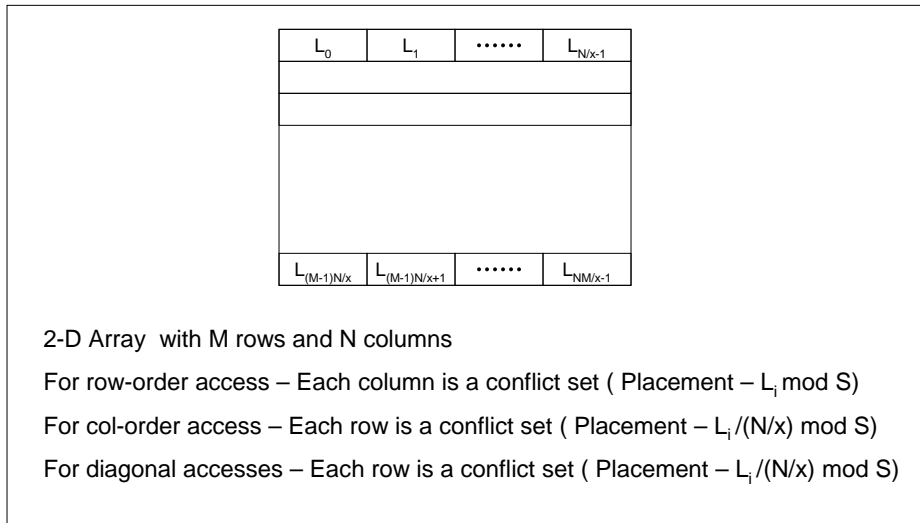 L0 L1 ...... LN/x-1
L(M-1)N/x L(M-1)N/x+1 ...... LNM/x-1
2-D Array with M rows and N columns
For row-order access – Each column is a conflict set ( Placement – Li mod S)
For col-order access – Each row is a conflict set ( Placement – Li /(N/x) mod S)
For diagonal accesses – Each row is a conflict set ( Placement – Li /(N/x) mod S)